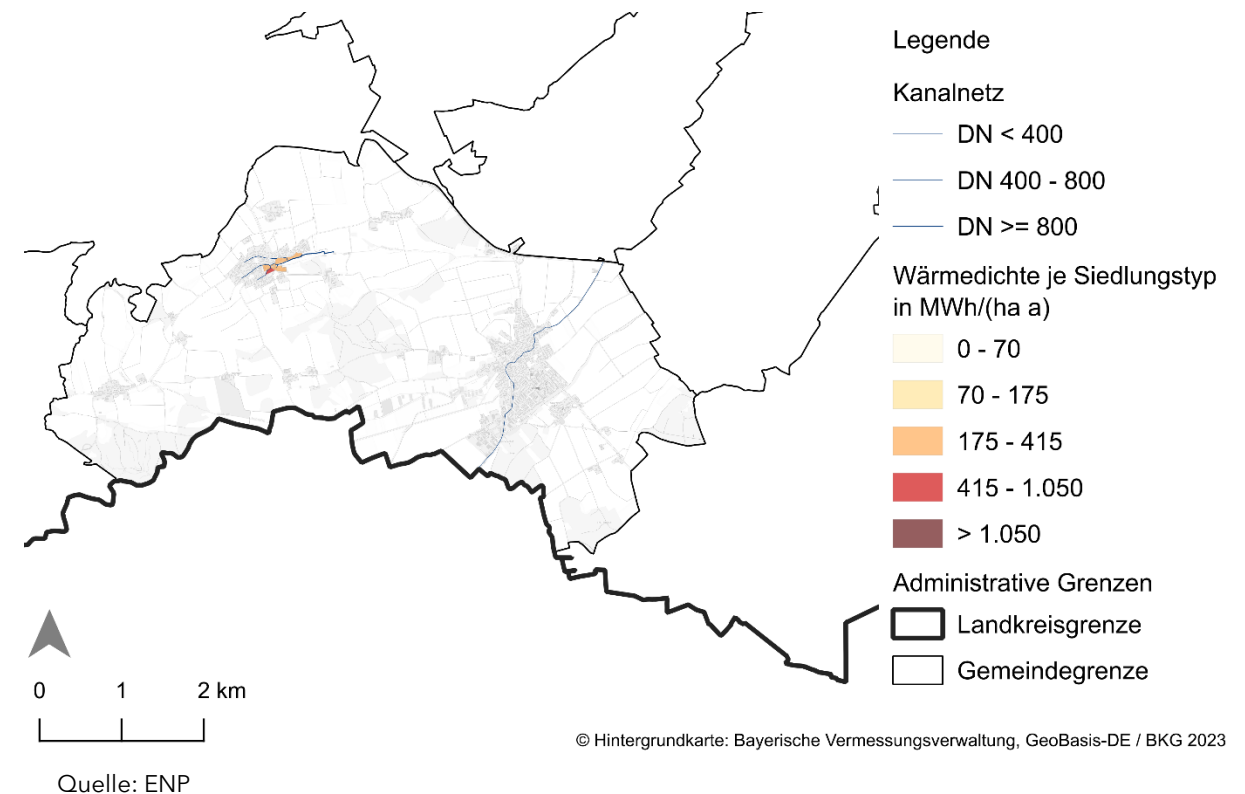 Legende
Kanalnetz
DN < 400
DN 400 - 800
DN >= 800
Wärmedichte je Siedlungstyp
in MWh/(ha a)
0 - 70
70 - 175
175 - 415
415 - 1.050
> 1.050
Administrative Grenzen
Landkreisgrenze
Gemeindegrenze
0 1 2 km
© Hintergrundkarte: Bayerische Vermessungsverwaltung, GeoBasis-DE / BKG 2023
Quelle: ENP